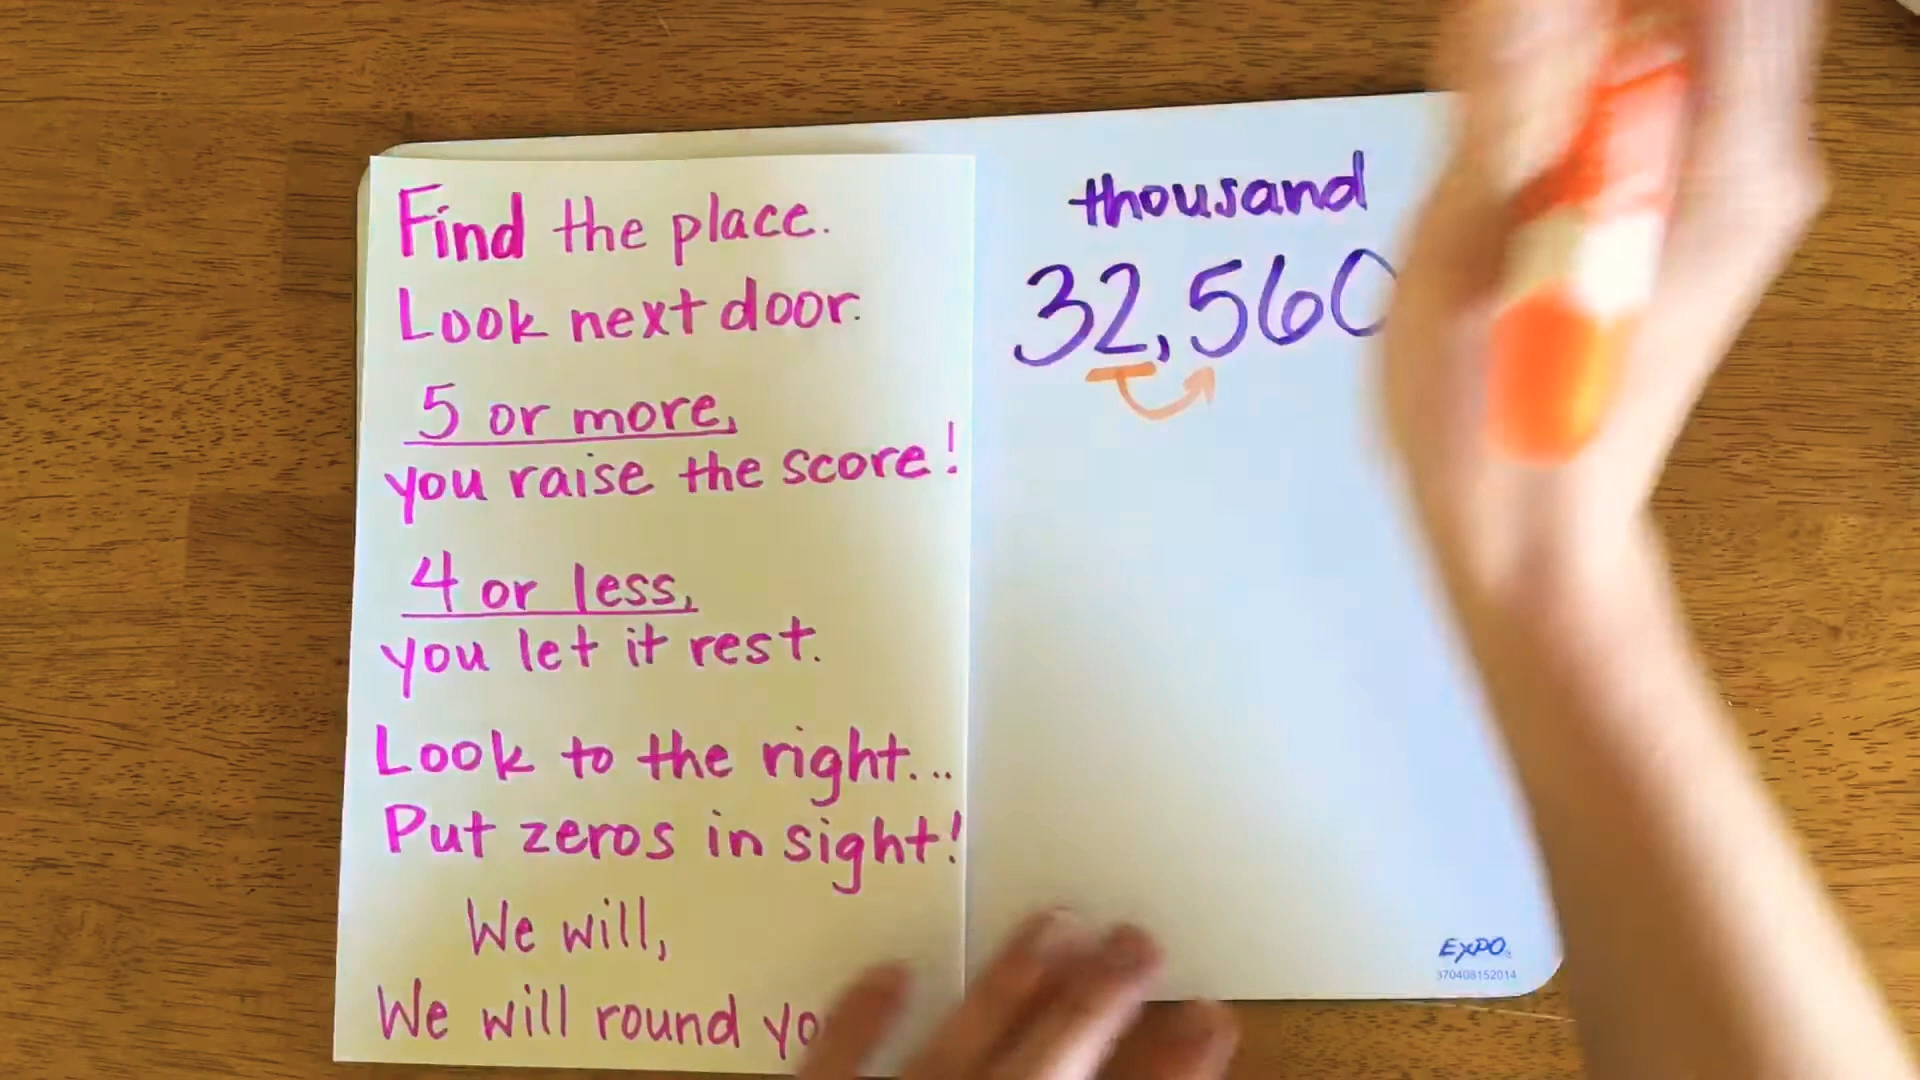 Find the place.
Look next door.
5 or more,
you raise the score!
4 or less,
you let it rest.
Look to the right...
Put zeros in sight!
We will,
We will round
thousand
32,560
EXPO
370408152014